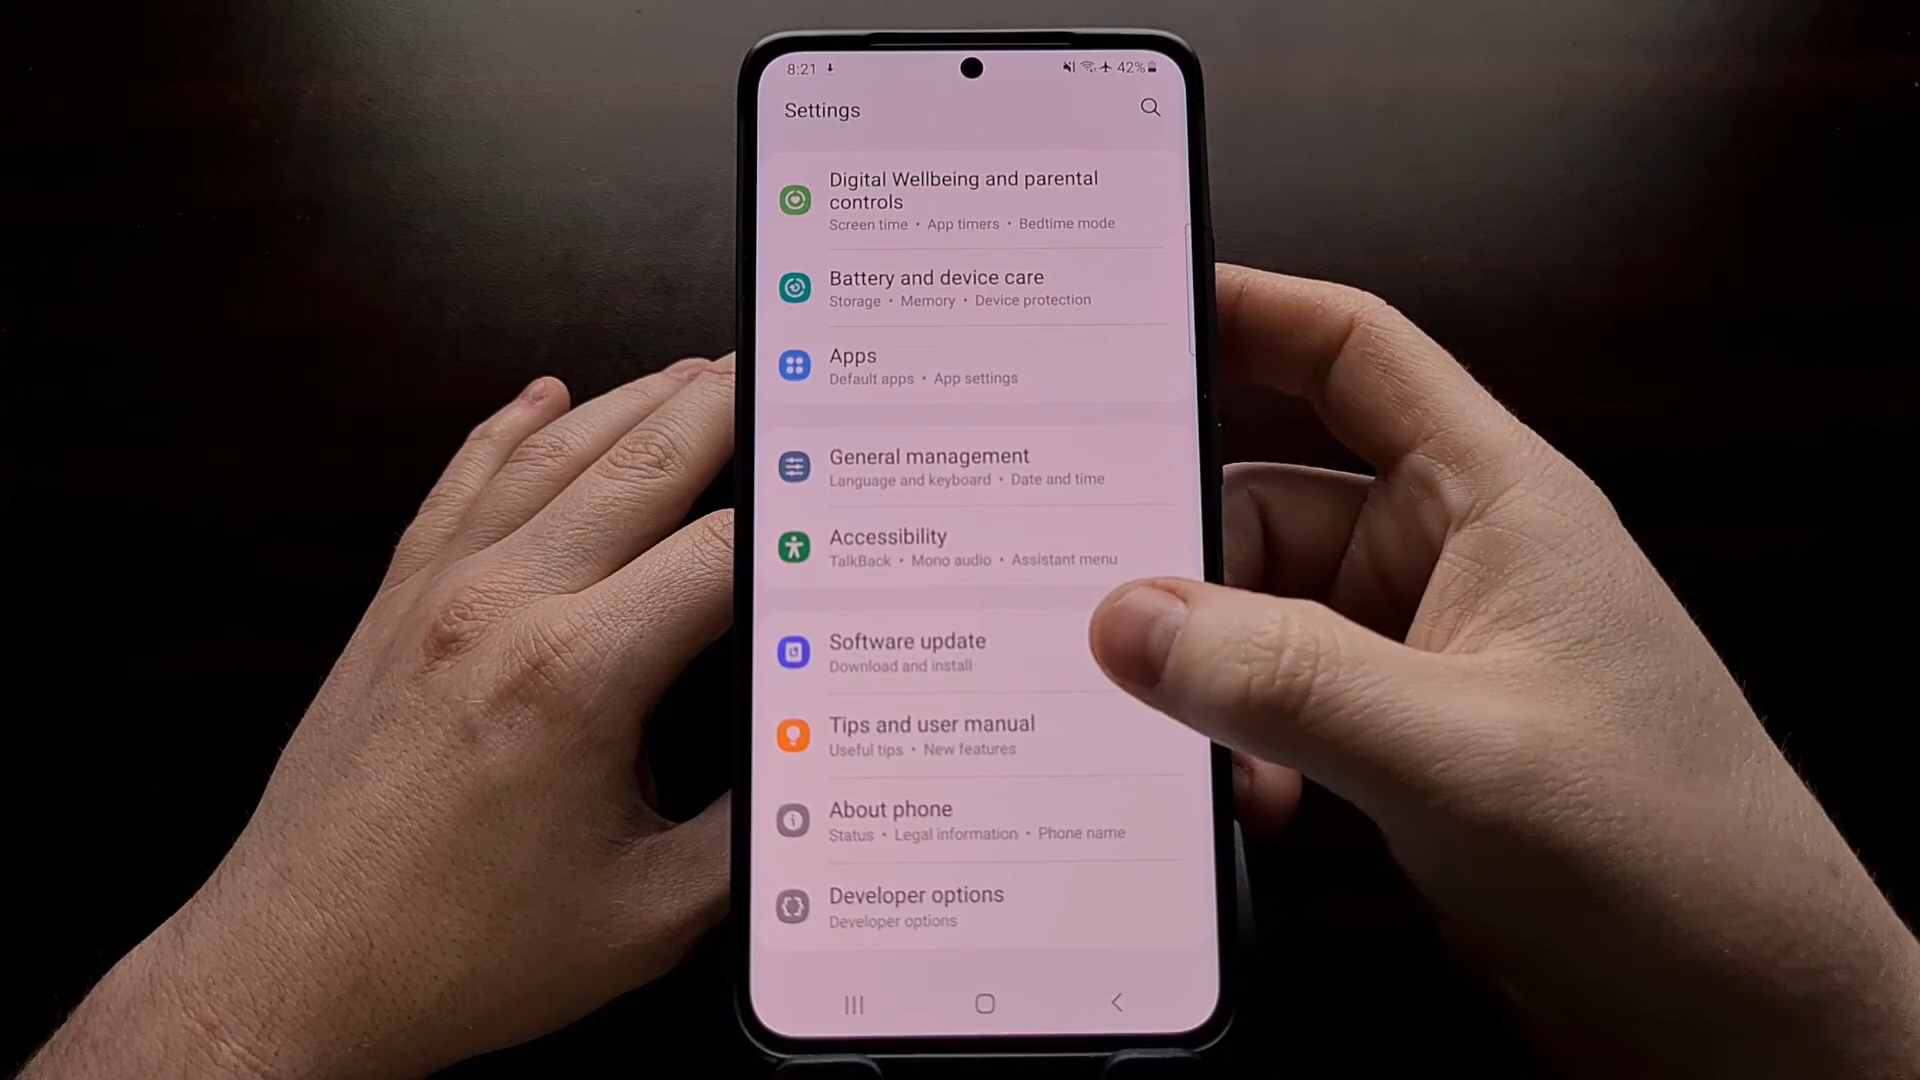 8:21 42%
Settings
Digital Wellbeing and parental
controls
Screen time • App timers • Bedtime mode
Battery and device care
Storage • Memory • Device protection
Apps
Default apps • App settings
General management
Language and keyboard • Date and time
Accessibility
TalkBack • Mono audio • Assistant menu
Software update
Download and install
Tips and user manual
Useful tips • New features
About phone
Status • Legal information • Phone name
Developer options
Developer options